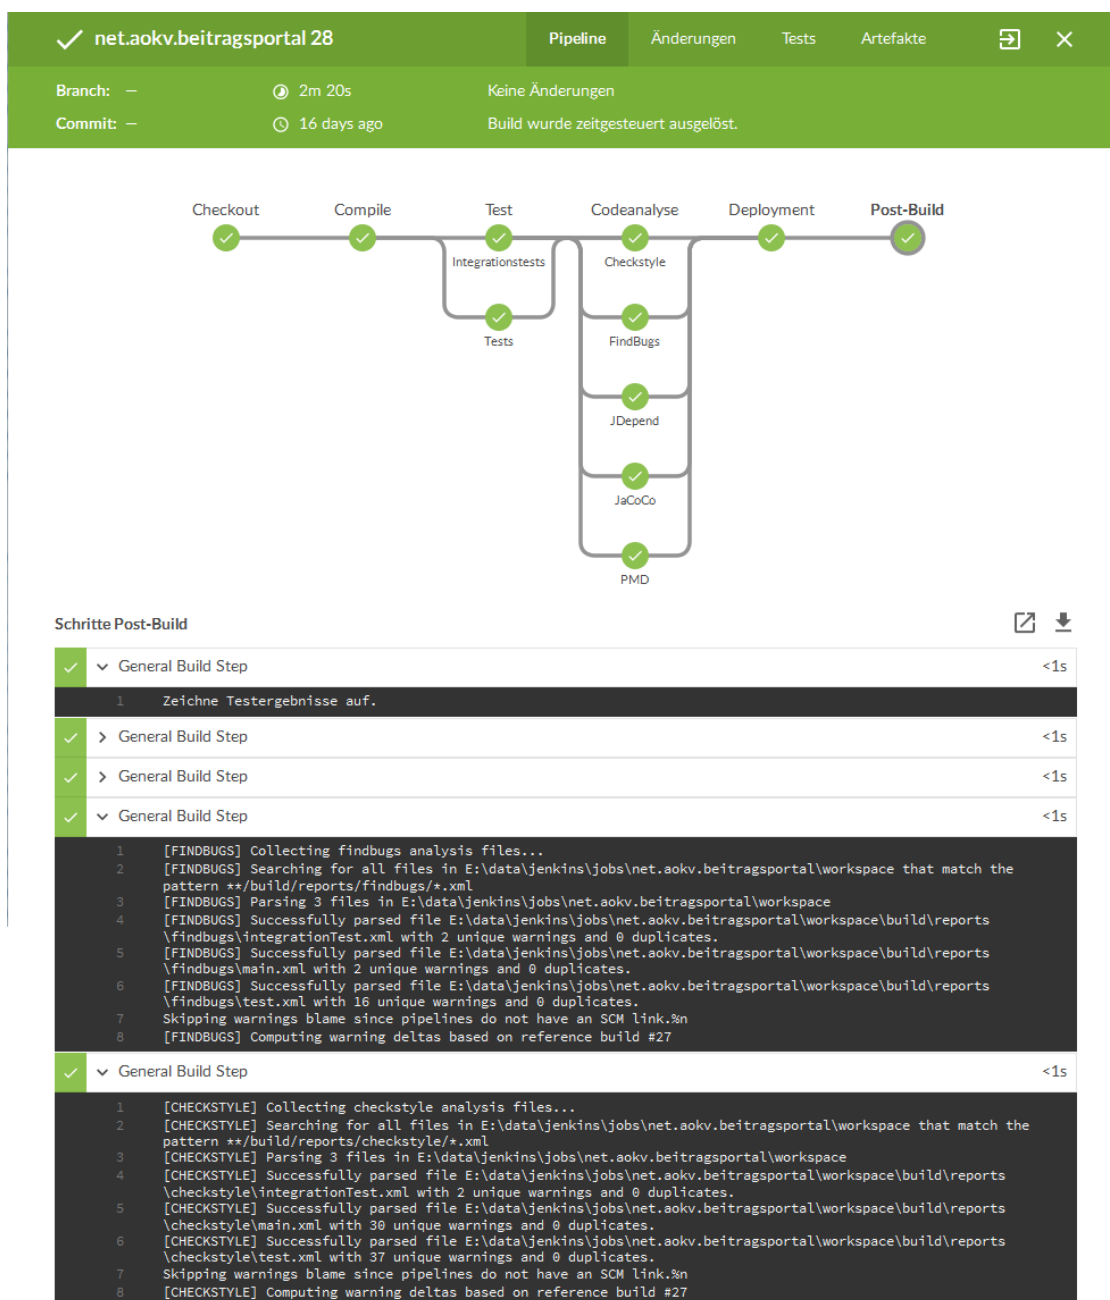 net.aokv.beitragsportal 28
Pipeline
Änderungen
Tests
Artefakte
Branch: —
2m 20s
Keine Änderungen
Commit: —
16 days ago
Build wurde zeitgesteuert ausgelöst.
Checkout
Compile
Test
Codeanalyse
Deployment
Post-Build
Integrationstests
Checkstyle
Tests
FindBugs
JDepend
JaCoCo
PMD
Schritte Post-Build
General Build Step
<1s
1 Zeichne Testergebnisse auf.
General Build Step
<1s
General Build Step
<1s
General Build Step
<1s
1 [FINDBUGS] Collecting findbugs analysis files...
2 [FINDBUGS] Searching for all files in E:\data\jenkins\jobs\net.aokv.beitragsportal\workspace that match the
pattern **/build/reports/findbugs/*.xml
3 [FINDBUGS] Parsing 3 files in E:\data\jenkins\jobs\net.aokv.beitragsportal\workspace
4 [FINDBUGS] Successfully parsed file E:\data\jenkins\jobs\net.aokv.beitragsportal\workspace\build\reports
\findbugs\integrationTest.xml with 2 unique warnings and 0 duplicates.
5 [FINDBUGS] Successfully parsed file E:\data\jenkins\jobs\net.aokv.beitragsportal\workspace\build\reports
\findbugs\main.xml with 2 unique warnings and 0 duplicates.
6 [FINDBUGS] Successfully parsed file E:\data\jenkins\jobs\net.aokv.beitragsportal\workspace\build\reports
\findbugs\test.xml with 16 unique warnings and 0 duplicates.
7 Skipping warnings blame since pipelines do not have an SCM link.%n
8 [FINDBUGS] Computing warning deltas based on reference build #27
General Build Step
<1s
1 [CHECKSTYLE] Collecting checkstyle analysis files...
2 [CHECKSTYLE] Searching for all files in E:\data\jenkins\jobs\net.aokv.beitragsportal\workspace that match the
pattern **/build/reports/checkstyle/*.xml
3 [CHECKSTYLE] Parsing 3 files in E:\data\jenkins\jobs\net.aokv.beitragsportal\workspace
4 [CHECKSTYLE] Successfully parsed file E:\data\jenkins\jobs\net.aokv.beitragsportal\workspace\build\reports
\checkstyle\integrationTest.xml with 2 unique warnings and 0 duplicates.
5 [CHECKSTYLE] Successfully parsed file E:\data\jenkins\jobs\net.aokv.beitragsportal\workspace\build\reports
\checkstyle\main.xml with 30 unique warnings and 0 duplicates.
6 [CHECKSTYLE] Successfully parsed file E:\data\jenkins\jobs\net.aokv.beitragsportal\workspace\build\reports
\checkstyle\test.xml with 37 unique warnings and 0 duplicates.
7 Skipping warnings blame since pipelines do not have an SCM link.%n
8 [CHECKSTYLE] Computing warning deltas based on reference build #27